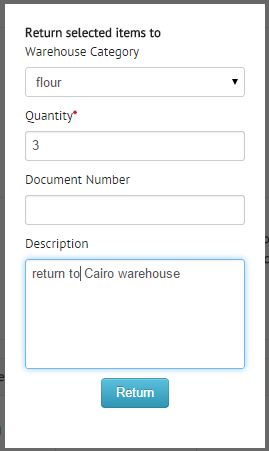 Return selected items to
Warehouse Category
flour
Quantity*
3
Document Number
Description
return to Cairo warehouse
Return